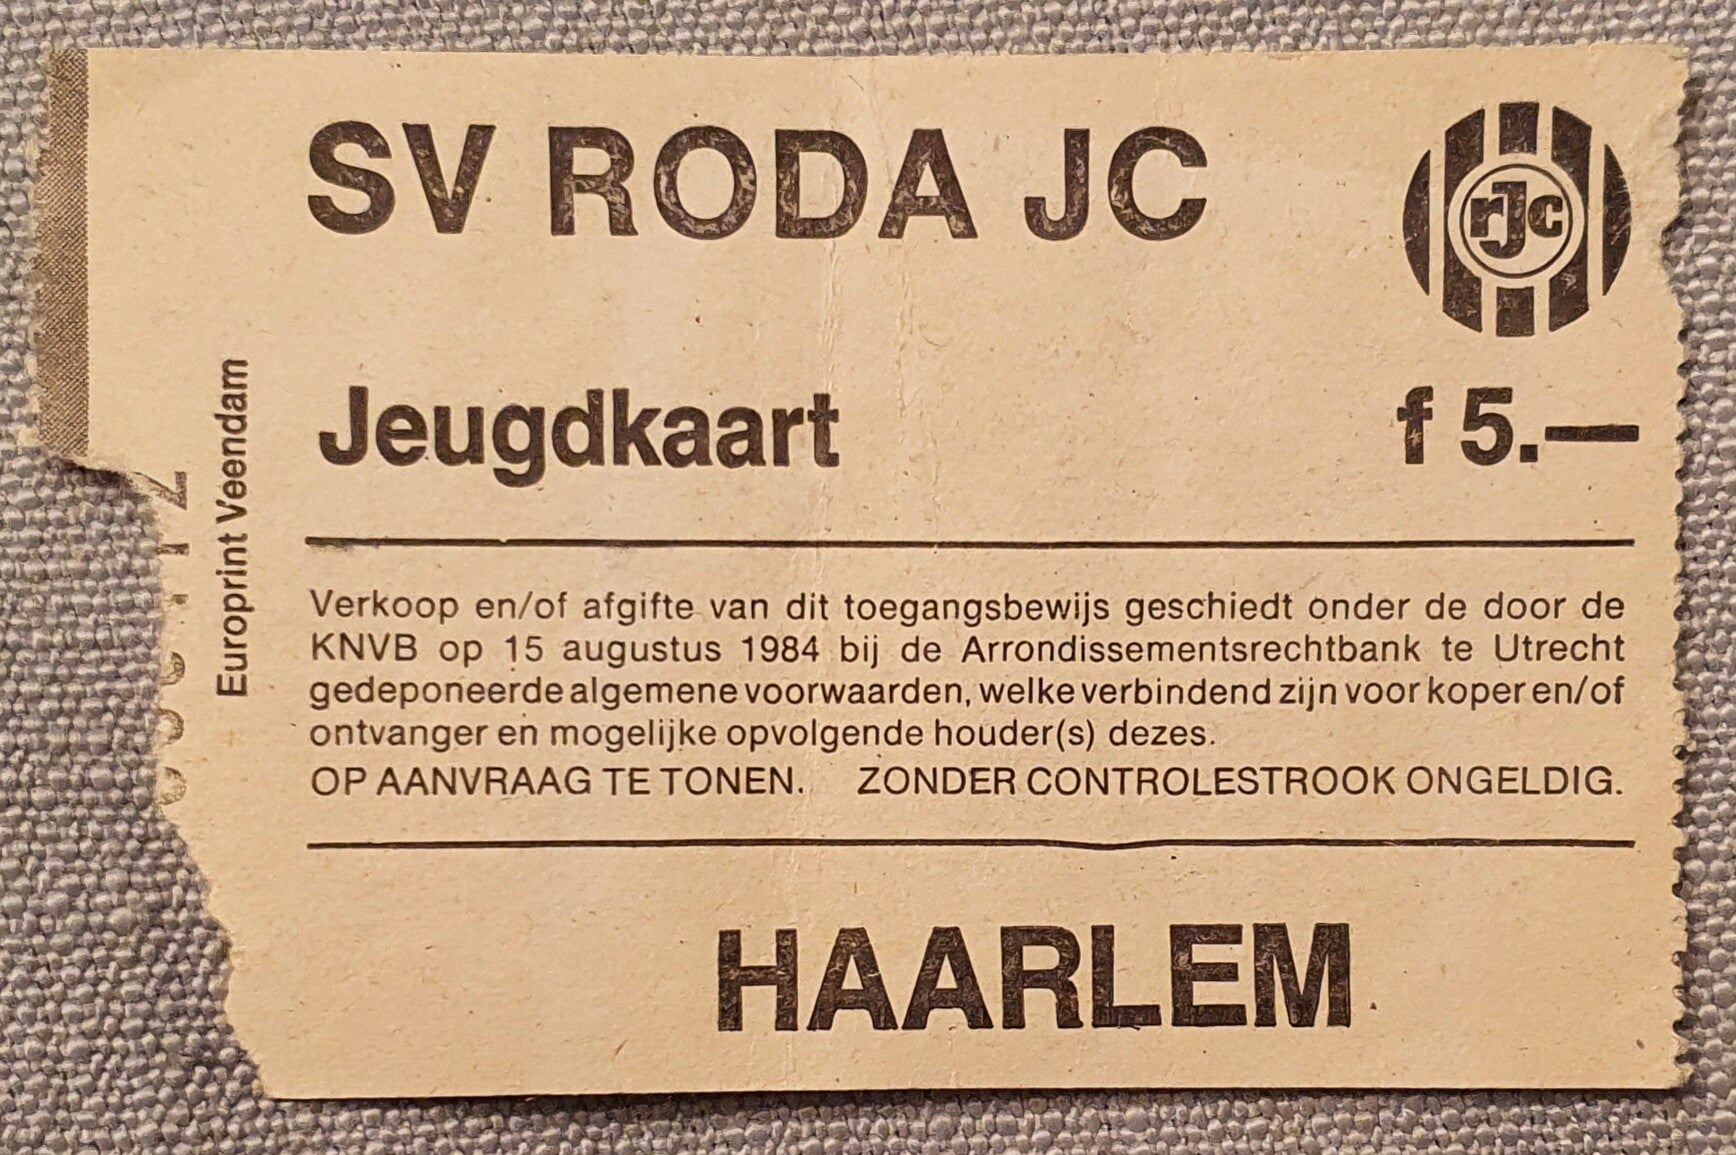 SV RODA JC
rJc
Jeugdkaart
f 5.—
Europrint Veendam
Verkoop en/of afgifte van dit toegangsbewijs geschiedt onder de door de
KNVB op 15 augustus 1984 bij de Arrondissementsrechtbank te Utrecht
gedeponeerde algemene voorwaarden, welke verbindend zijn voor koper en/of
ontvanger en mogelijke opvolgende houder(s) dezes.
OP AANVRAAG TE TONEN. ZONDER CONTROLESTROOK ONGELDIG.
HAARLEM